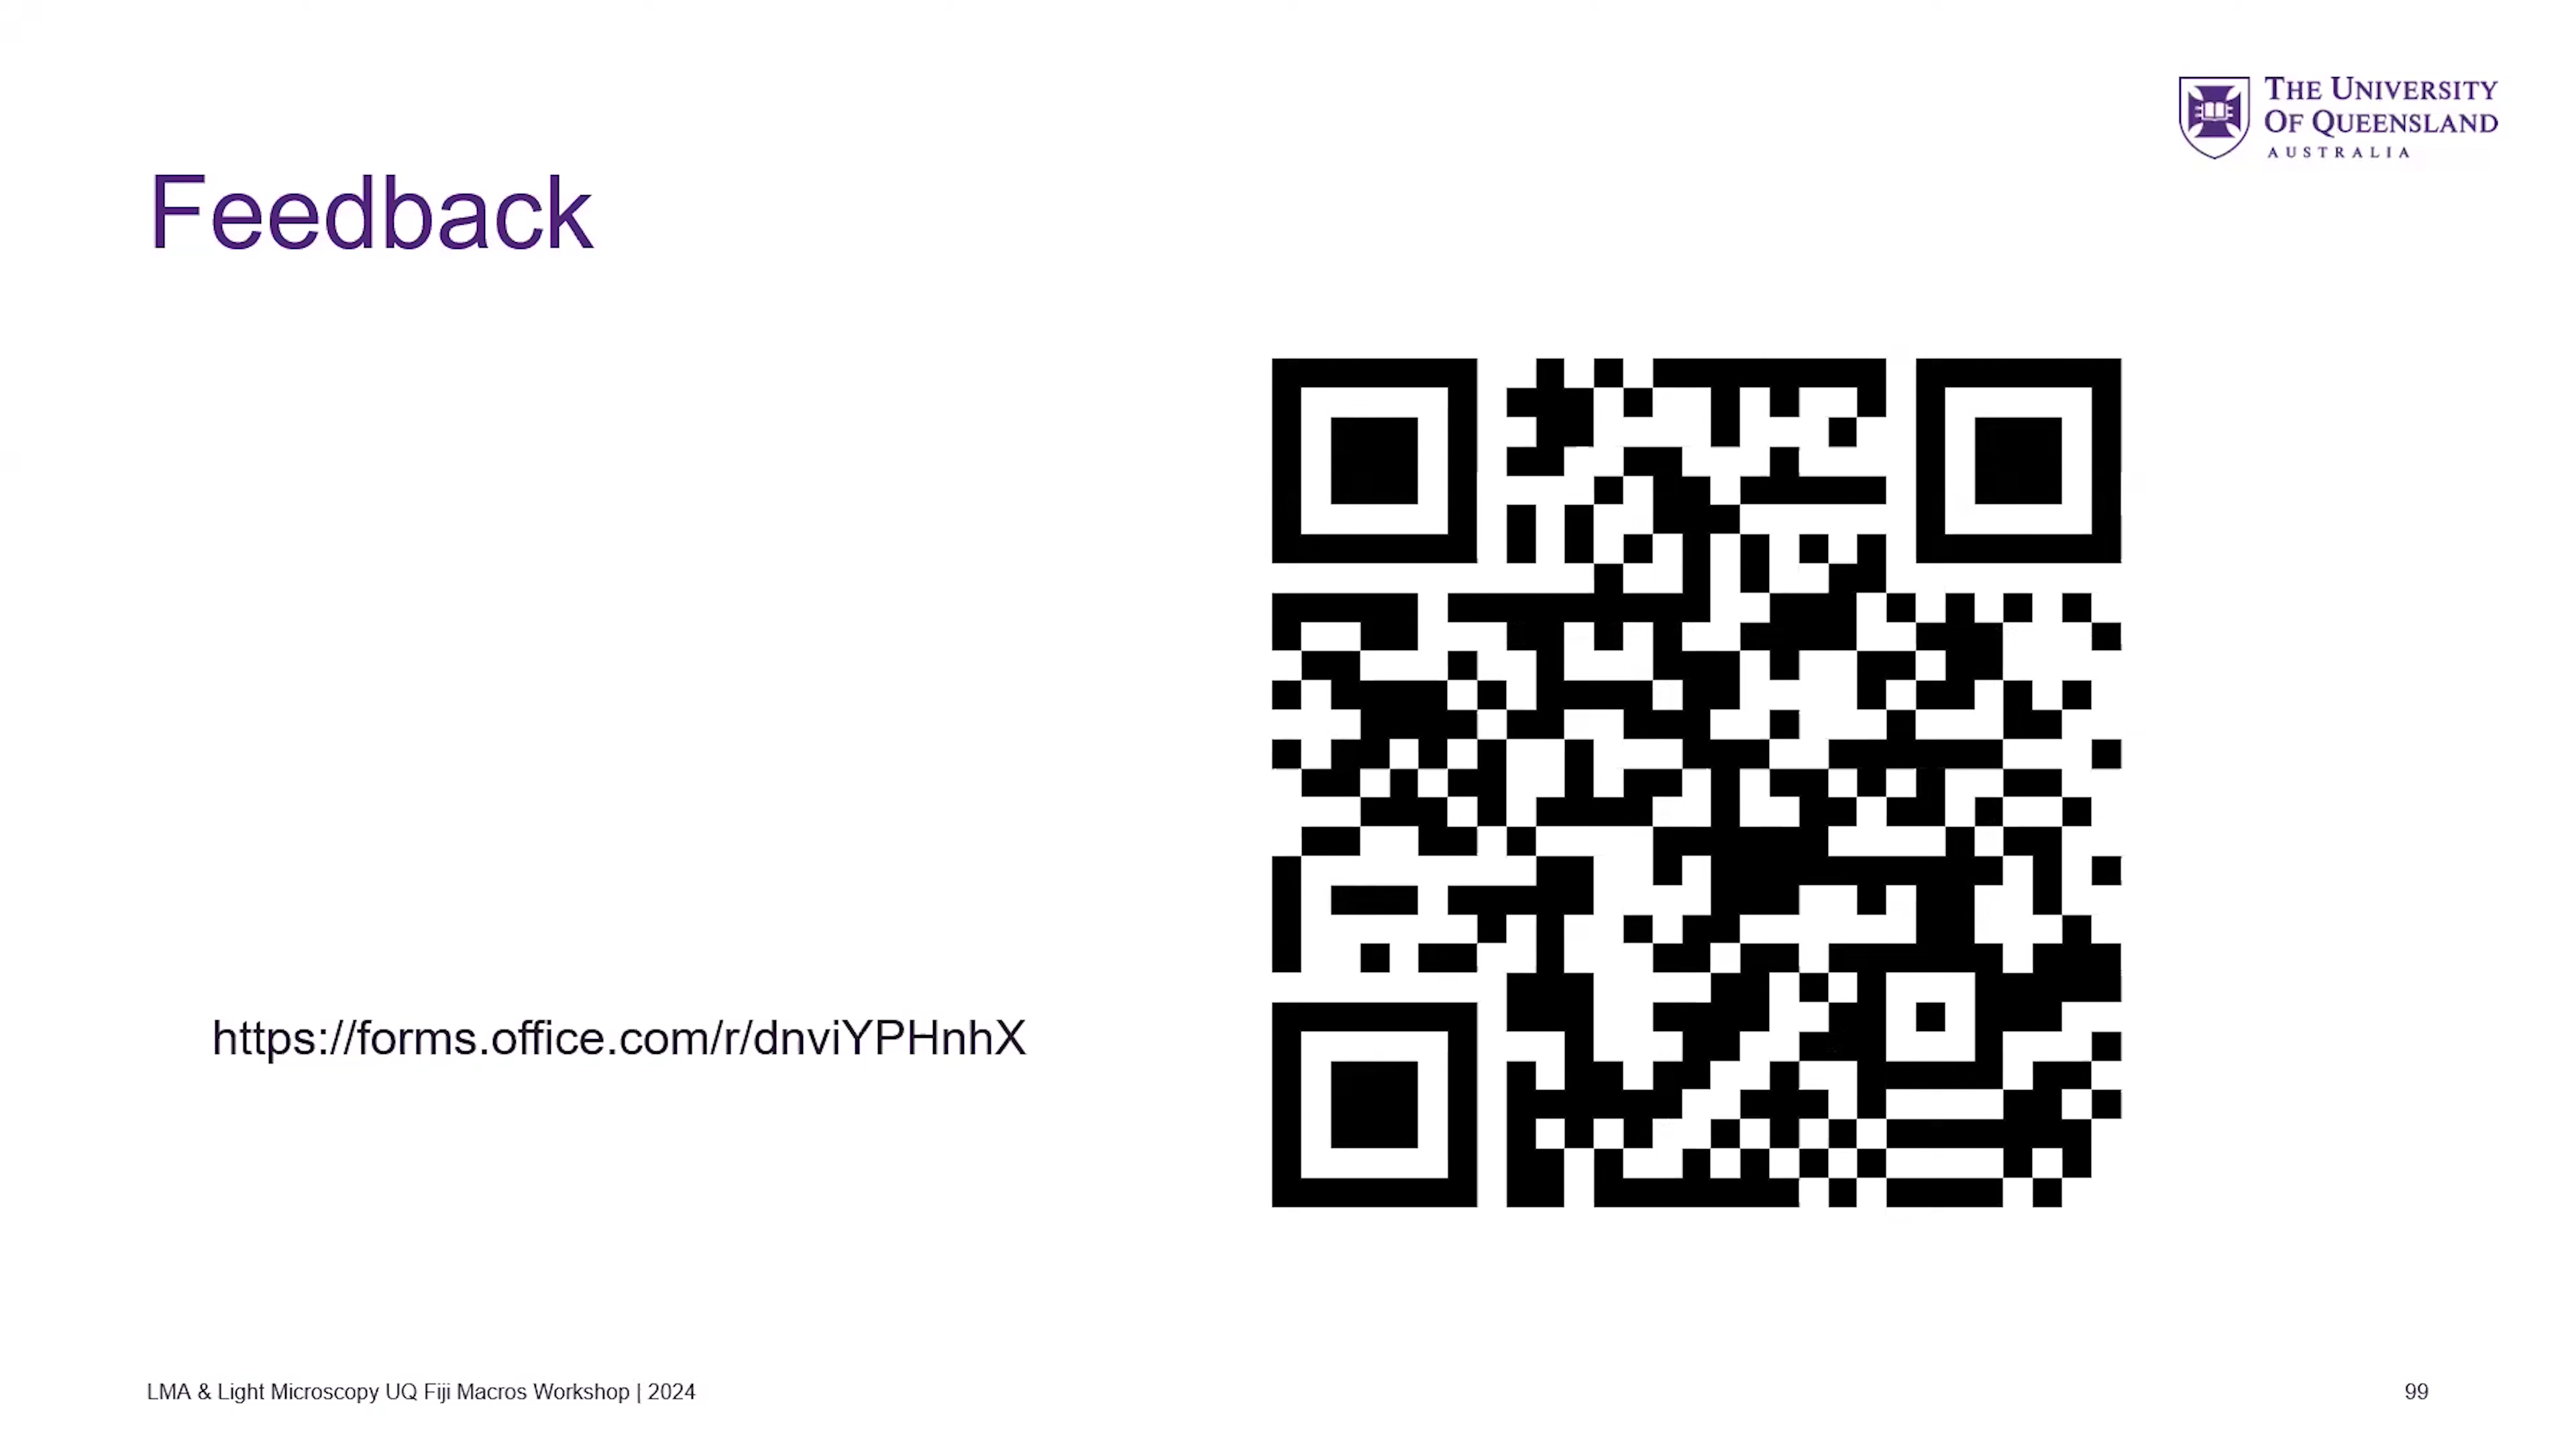 THE UNIVERSITY
OF QUEENSLAND
AUSTRALIA
Feedback
https://forms.office.com/r/dnviYPHnhX
LMA & Light Microscopy UQ Fiji Macros Workshop | 2024
99